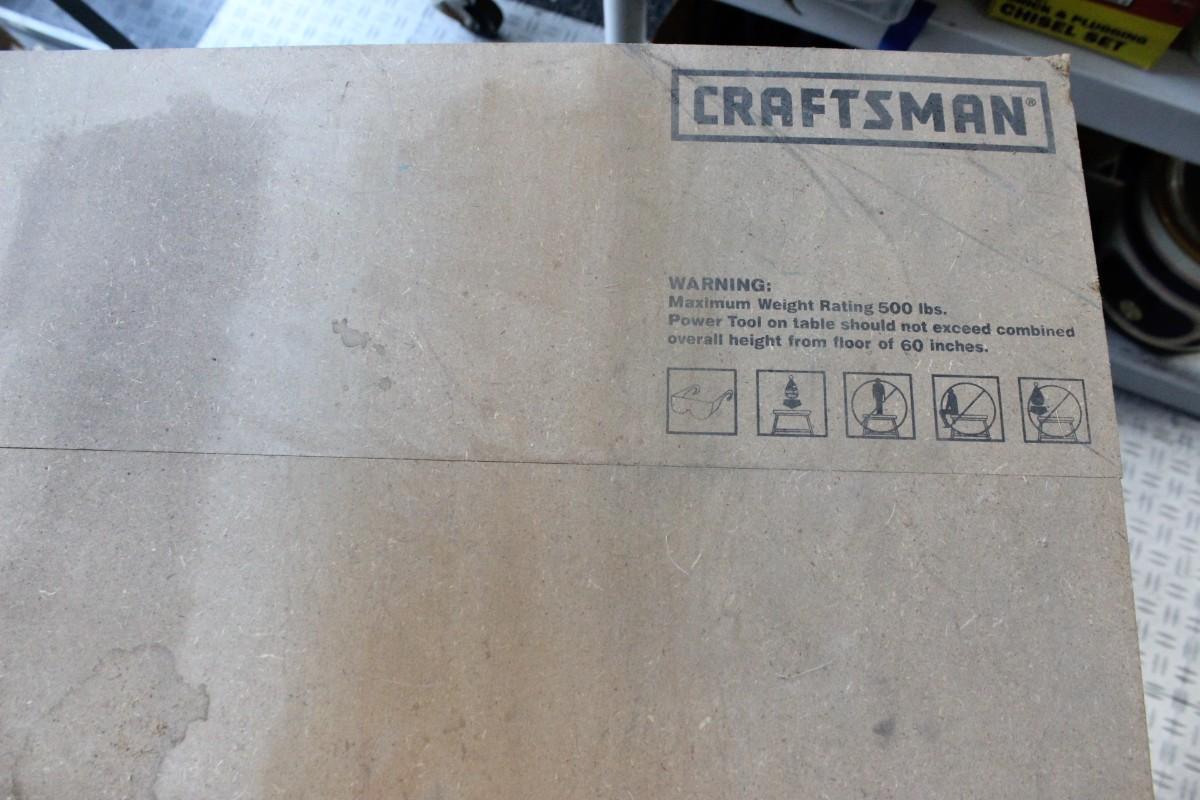 CHISEL SET
CRAFTSMAN®
WARNING:
Maximum Weight Rating 500 lbs.
Power Tool on table should not exceed combined
overall height from floor of 60 inches.